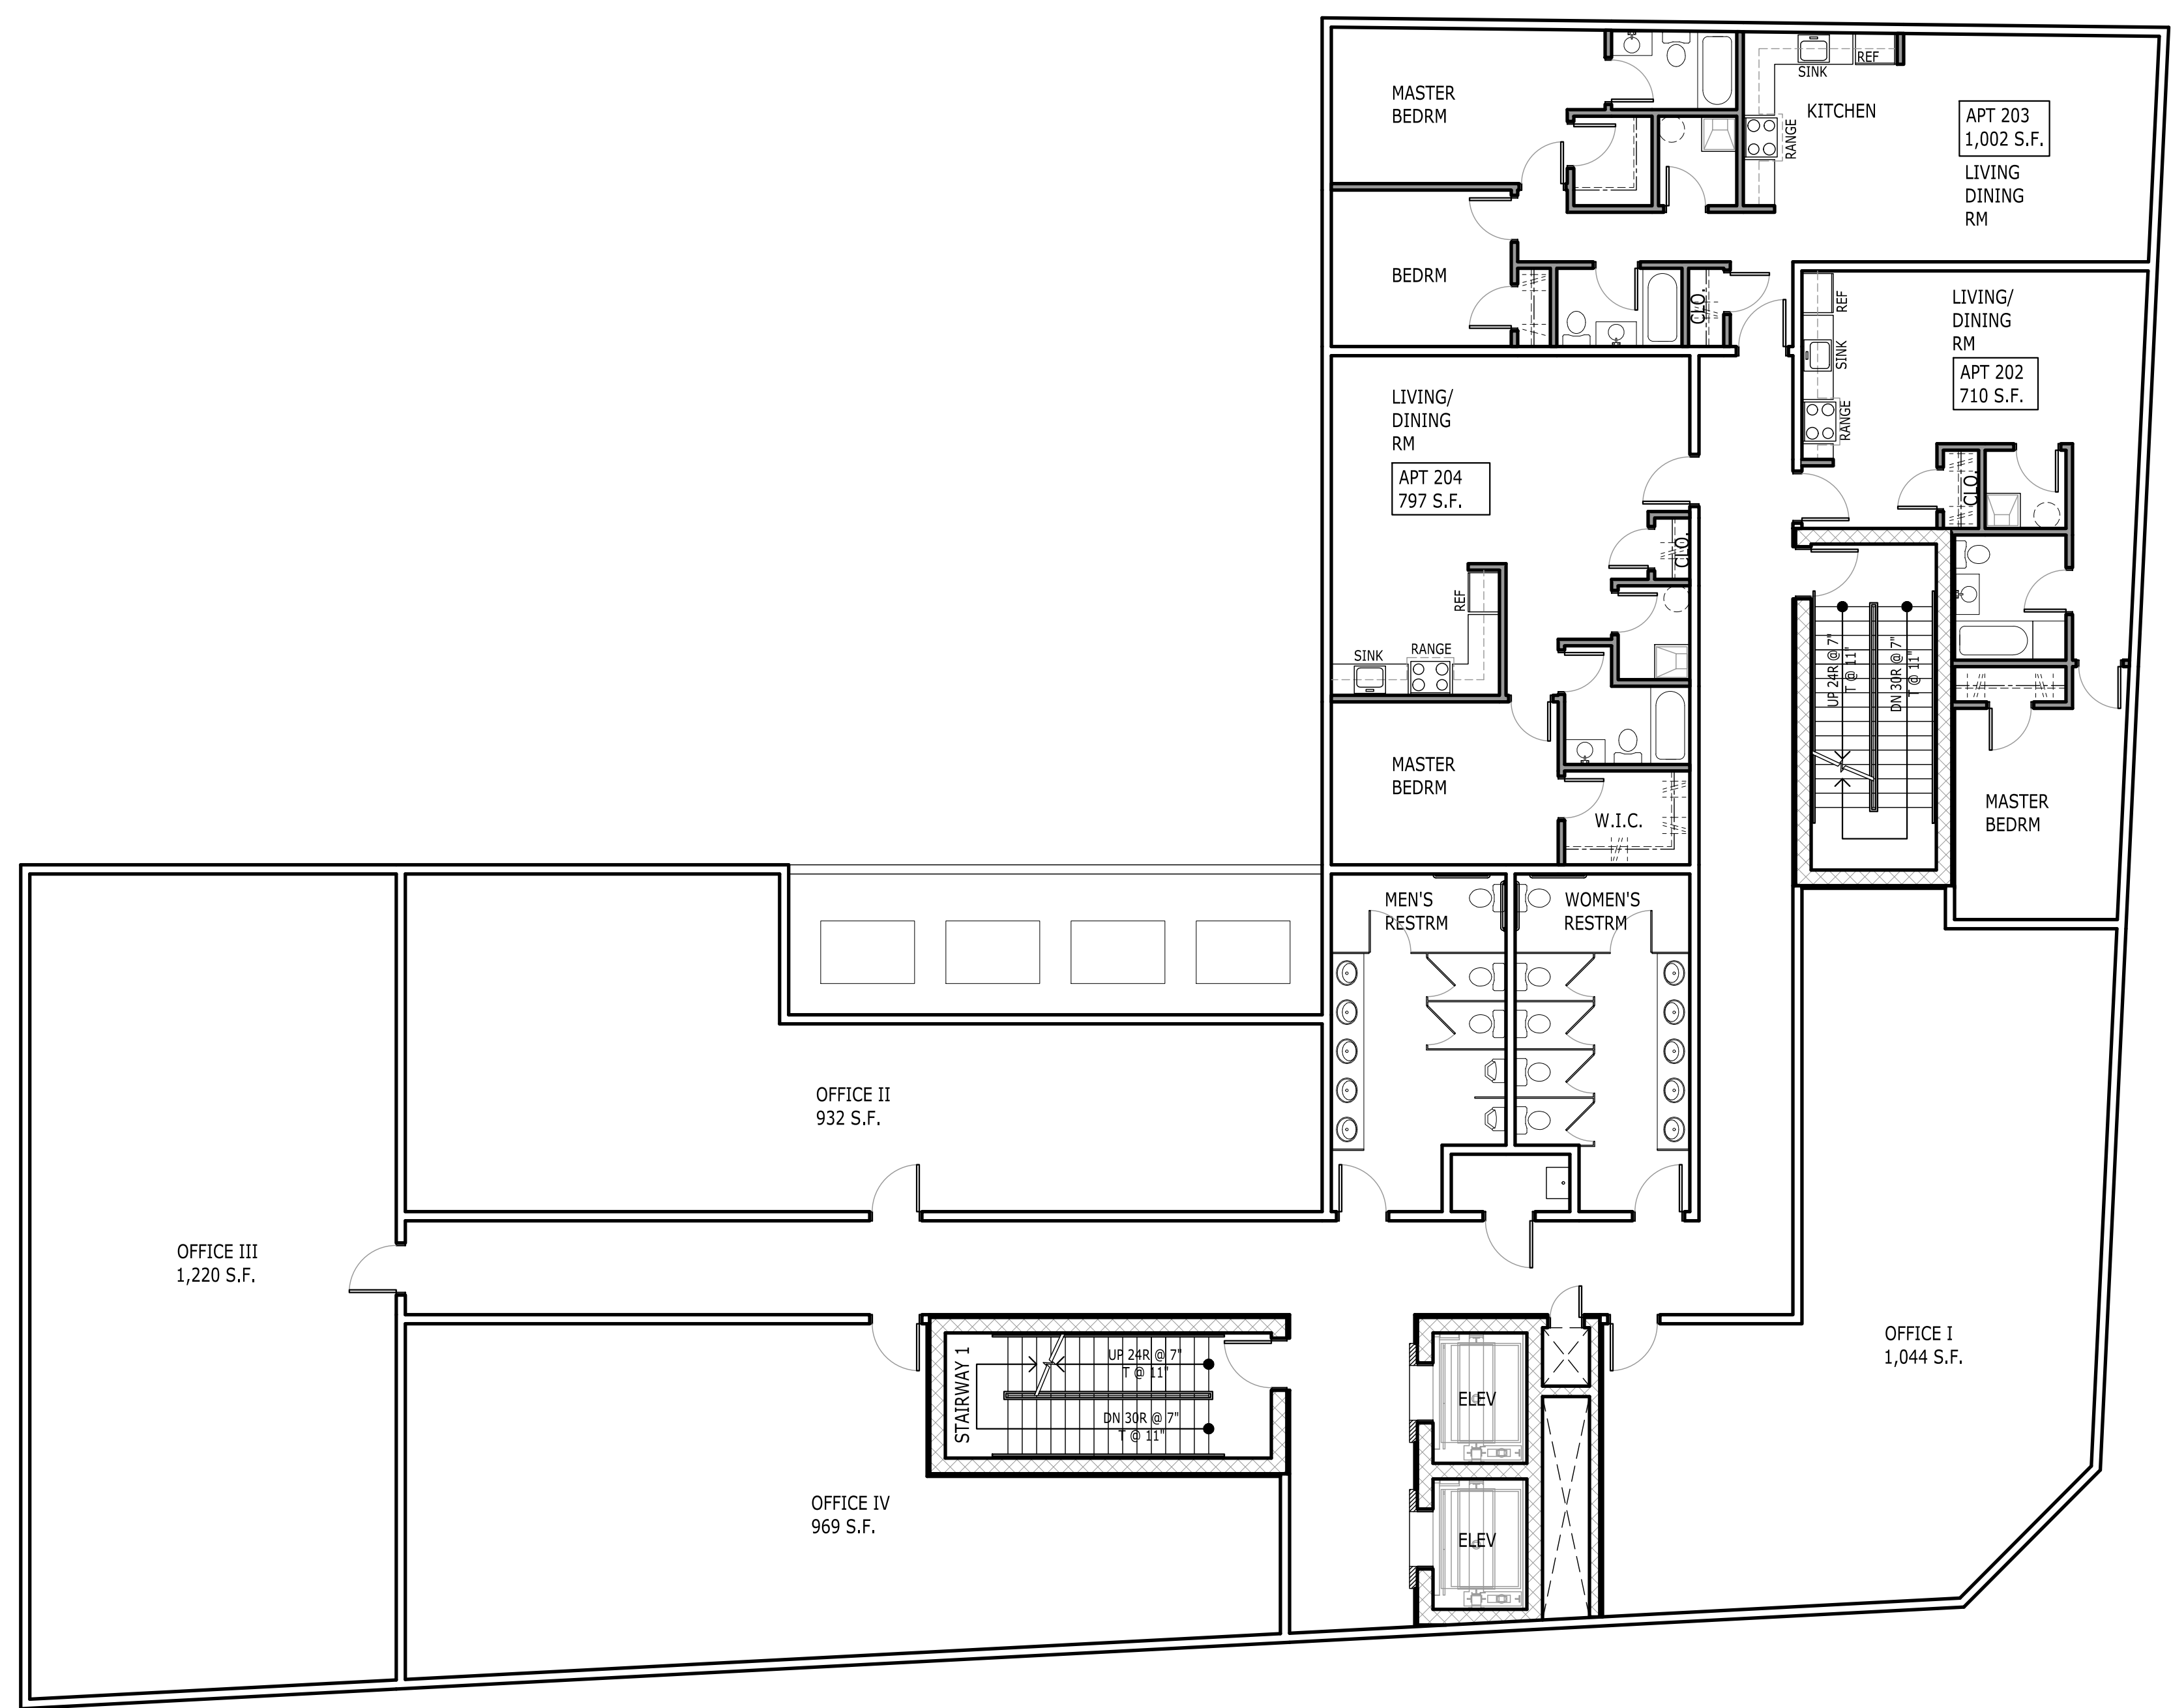 MASTER
BEDRM
SINK
REF
KITCHEN
RANGE
APT 203
1,002 S.F.
LIVING
DINING
RM
BEDRM
CLO.
REF
SINK
RANGE
LIVING/
DINING
RM
APT 202
710 S.F.
CLO.
LIVING/
DINING
RM
APT 204
797 S.F.
CLO.
REF
SINK
RANGE
MASTER
BEDRM
W.I.C.
UP 24R @ 7"
T @ 11"
DN 30R @ 7"
T @ 11"
MASTER
BEDRM
MEN'S
RESTRM
WOMEN'S
RESTRM
OFFICE II
932 S.F.
OFFICE III
1,220 S.F.
OFFICE I
1,044 S.F.
STAIRWAY 1
UP 24R @ 7"
T @ 11"
DN 30R @ 7"
T @ 11"
ELEV
ELEV
OFFICE IV
969 S.F.